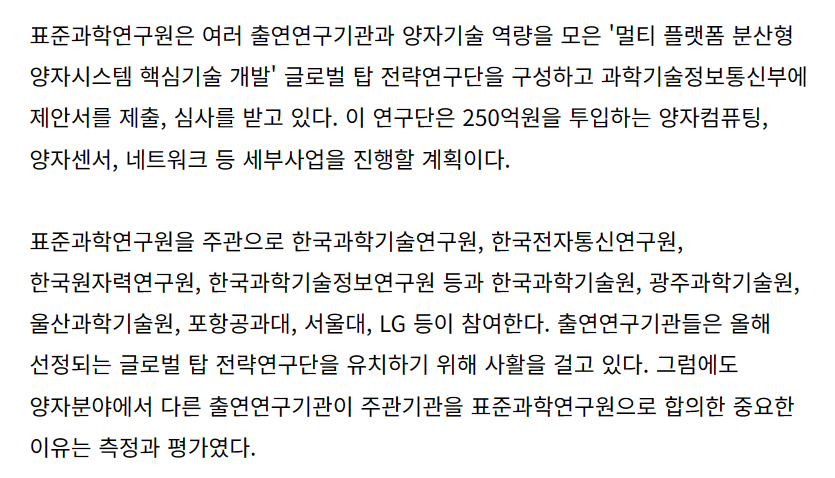 표준과학연구원은 여러 출연연구기관과 양자기술 역량을 모은 '멀티 플랫폼 분산형
양자시스템 핵심기술 개발' 글로벌 탑 전략연구단을 구성하고 과학기술정보통신부에
제안서를 제출, 심사를 받고 있다. 이 연구단은 250억원을 투입하는 양자컴퓨팅,
양자센서, 네트워크 등 세부사업을 진행할 계획이다.
표준과학연구원을 주관으로 한국과학기술연구원, 한국전자통신연구원,
한국원자력연구원, 한국과학기술정보연구원 등과 한국과학기술원, 광주과학기술원,
울산과학기술원, 포항공과대, 서울대, LG 등이 참여한다. 출연연구기관들은 올해
선정되는 글로벌 탑 전략연구단을 유치하기 위해 사활을 걸고 있다. 그럼에도
양자분야에서 다른 출연연구기관이 주관기관을 표준과학연구원으로 합의한 중요한
이유는 측정과 평가였다.